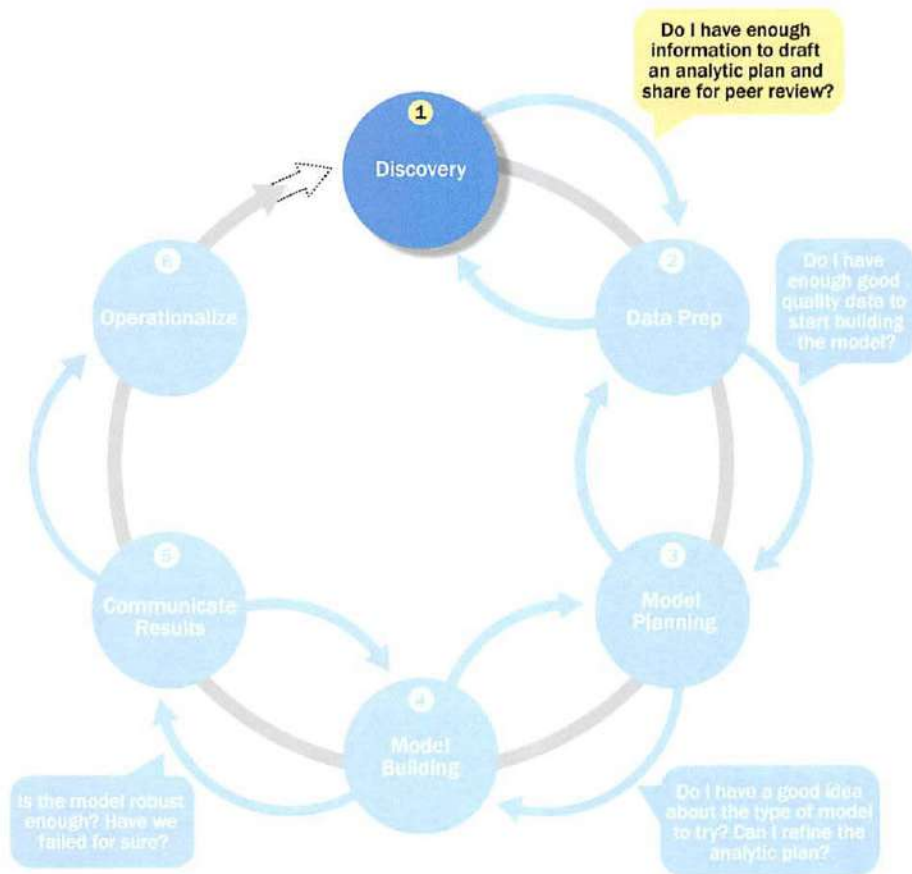 Do I have enough
information to draft
an analytic plan and
share for peer review?
1
Discovery
2
Data Prep
Do I have
enough good
quality data to
start building
the model?
6
Operationalize
3
Model
Planning
5
Communicate
Results
4
Model
Building
Is the model robust
enough? Have we
failed for sure?
Do I have a good idea
about the type of model
to try? Can I refine the
analytic plan?